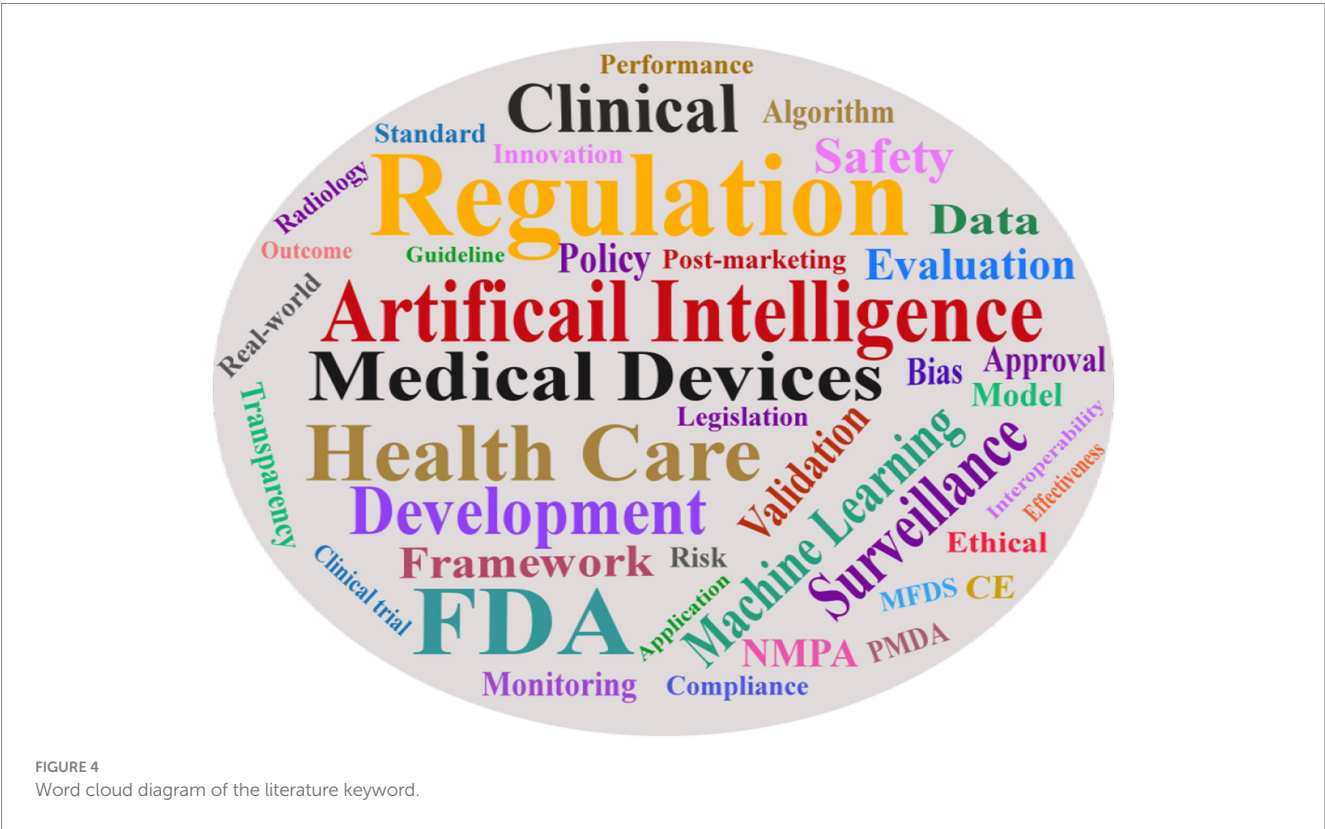 Performance
Clinical
Algorithm
Standard
Innovation
Safety
Radiology
Regulation
Data
Outcome
Guideline
Policy
Post-marketing
Evaluation
Real-world
Artificail Intelligence
Medical Devices
Bias
Approval
Model
Transparency
Legislation
Health Care
Validation
Machine Learning
Surveillance
Interoperability
Effectiveness
Development
Ethical
Clinical trial
Framework
Risk
Application
MFDS
CE
FDA
NMPA
PMDA
Monitoring
Compliance
FIGURE 4
Word cloud diagram of the literature keyword.